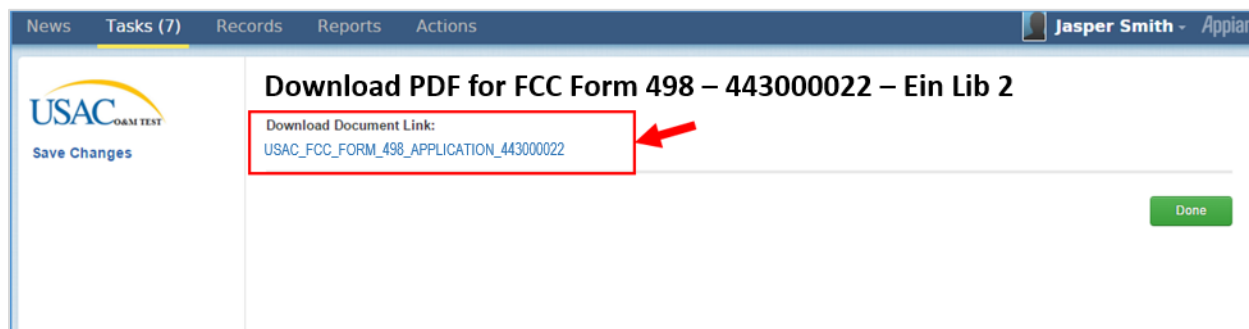 News Tasks (7) Records Reports Actions Jasper Smith Appian
USAC O&M TEST
Save Changes
Download PDF for FCC Form 498 – 443000022 – Ein Lib 2
Download Document Link:
USAC_FCC_FORM_498_APPLICATION_443000022
Done